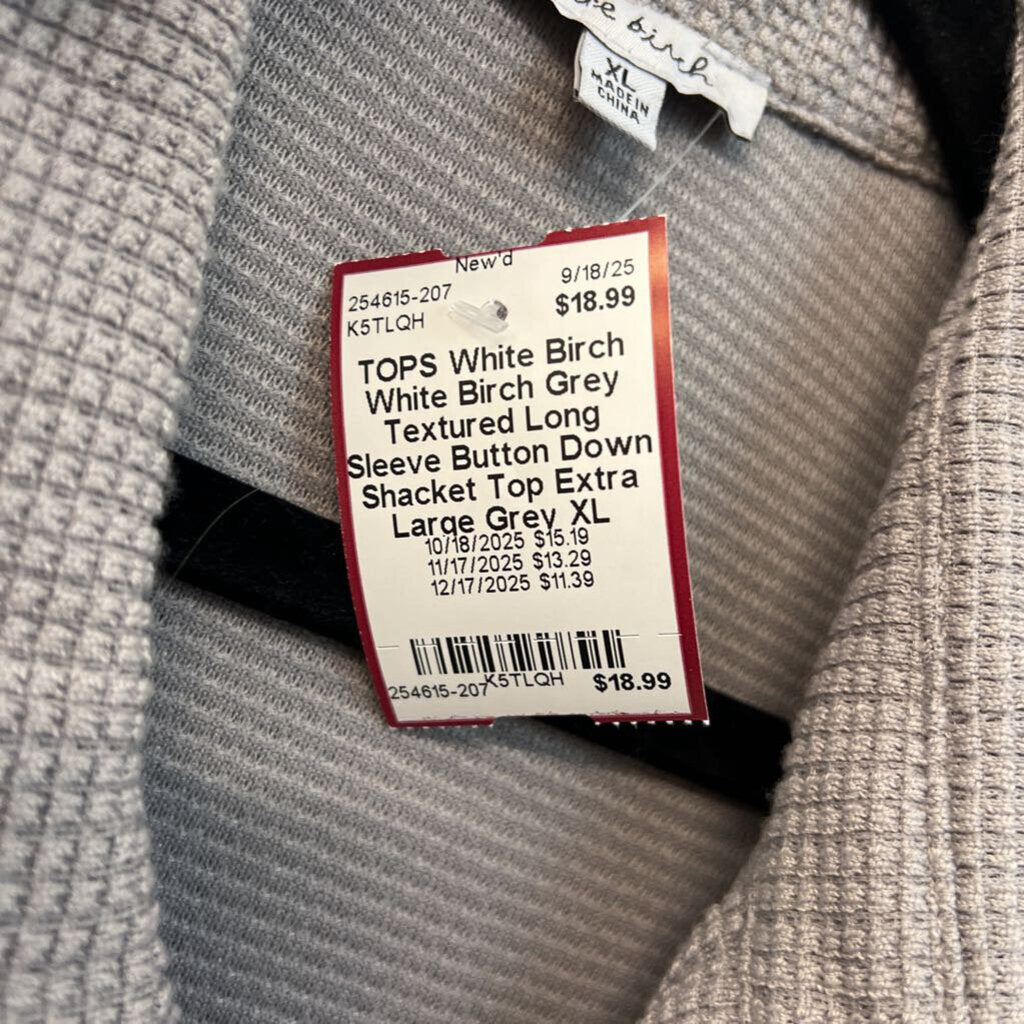 birch
XL
MADE IN
CHINA
New'd
254615-207 9/18/25
K5TLQH $18.99
TOPS White Birch
White Birch Grey
Textured Long
Sleeve Button Down
Shacket Top Extra
Large Grey XL
10/18/2025 $15.19
11/17/2025 $13.29
12/17/2025 $11.39
254615-207 K5TLQH $18.99